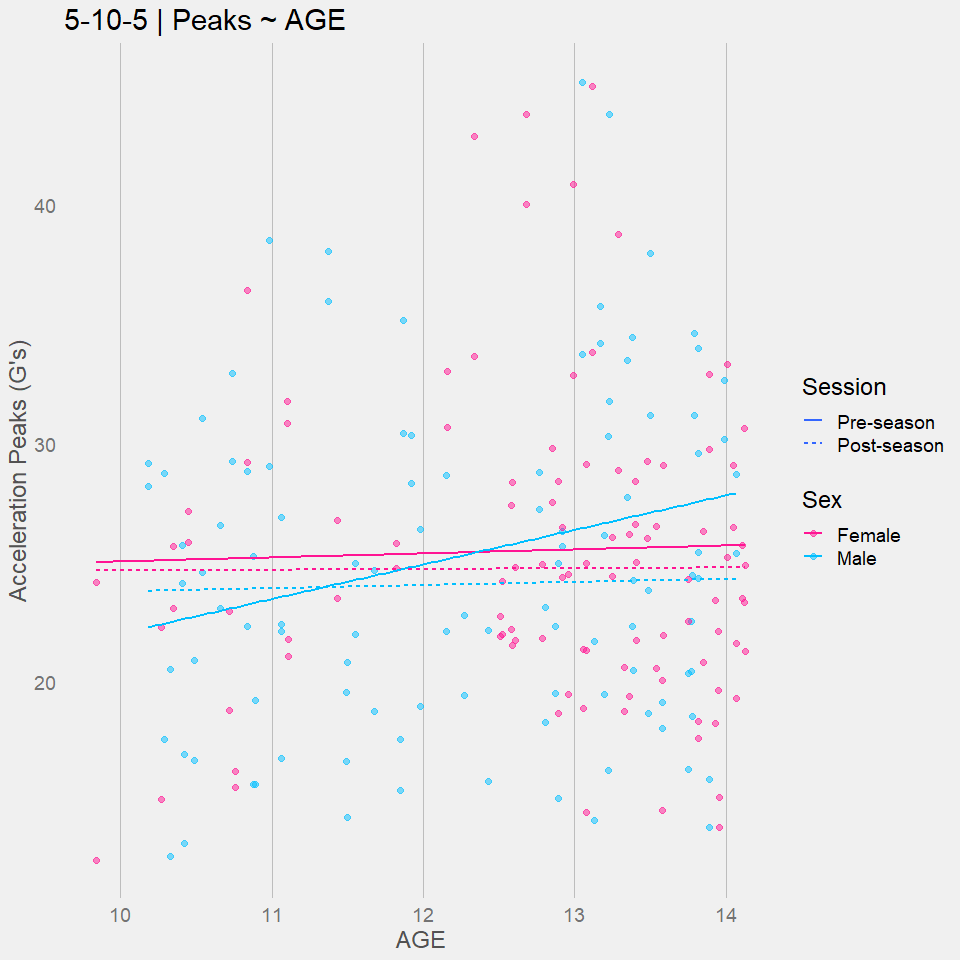 5-10-5 | Peaks ~ AGE
Acceleration Peaks (G's)
40
30
20
10 11 12 13 14
AGE
Session
Pre-season
Post-season
Sex
Female
Male